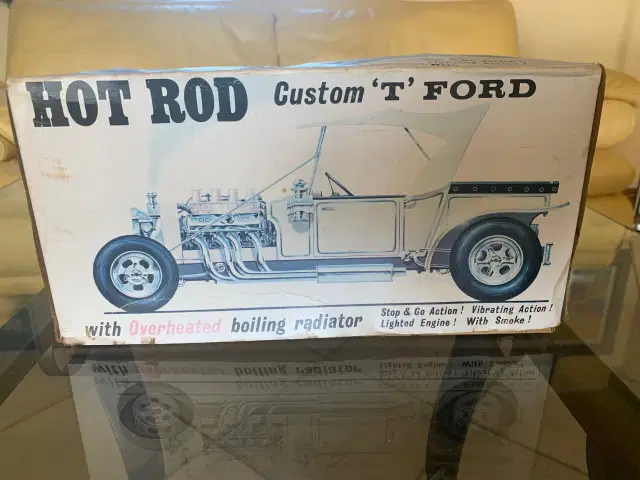 HOT ROD Custom 'T' FORD
with Overheated boiling radiator
Stop & Go Action! Vibrating Action!
Lighted Engine! With Smoke!